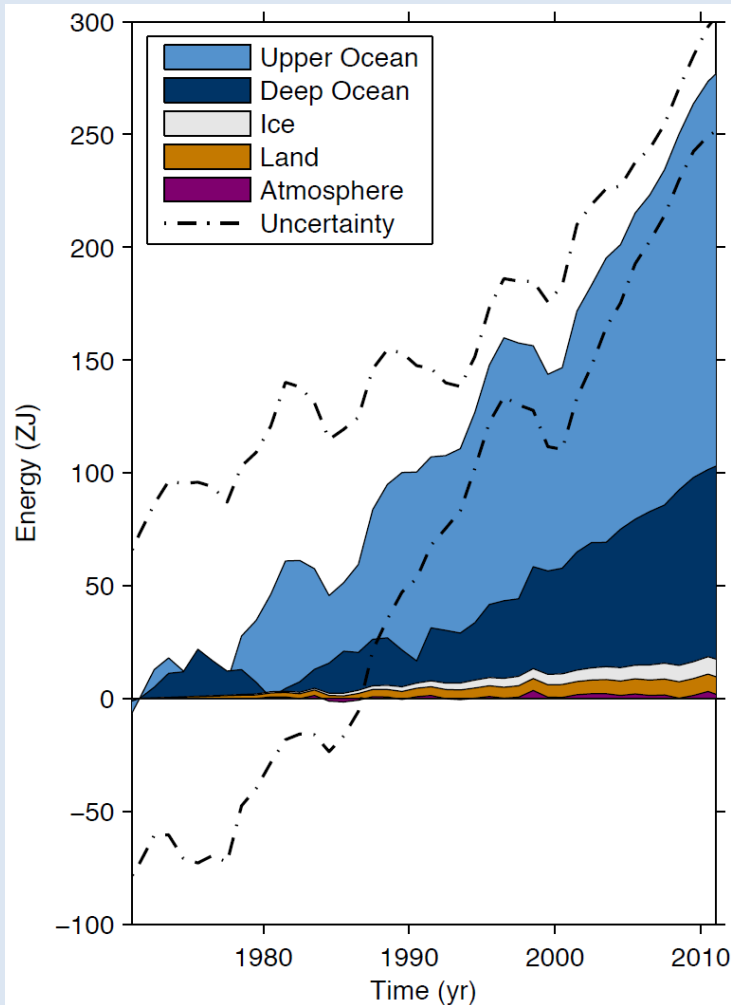 300
250
200
150
100
50
0
−50
−100
Energy (ZJ)
Upper Ocean
Deep Ocean
Ice
Land
Atmosphere
Uncertainty
1980
1990
2000
2010
Time (yr)